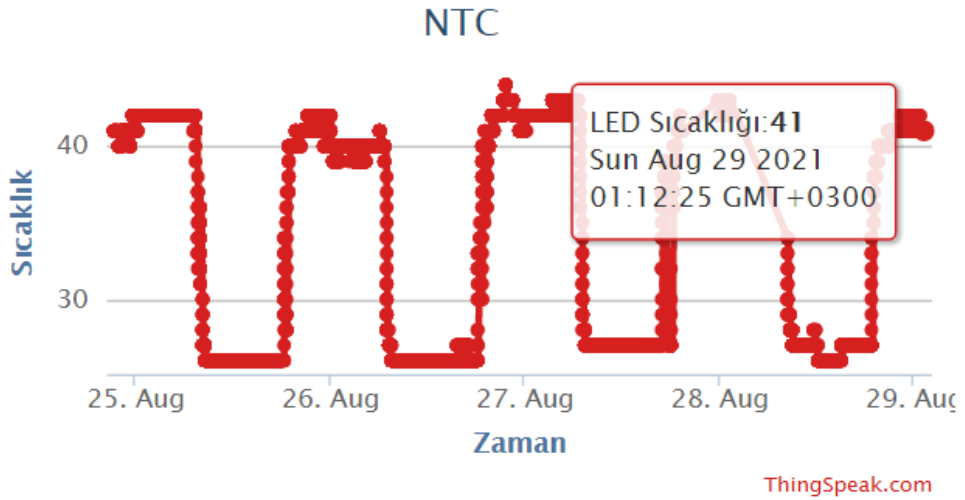 NTC
LED Sıcaklığı:41
Sun Aug 29 2021
01:12:25 GMT+0300
Sıcaklık
40
30
25. Aug 26. Aug 27. Aug 28. Aug 29. Aug
Zaman
ThingSpeak.com